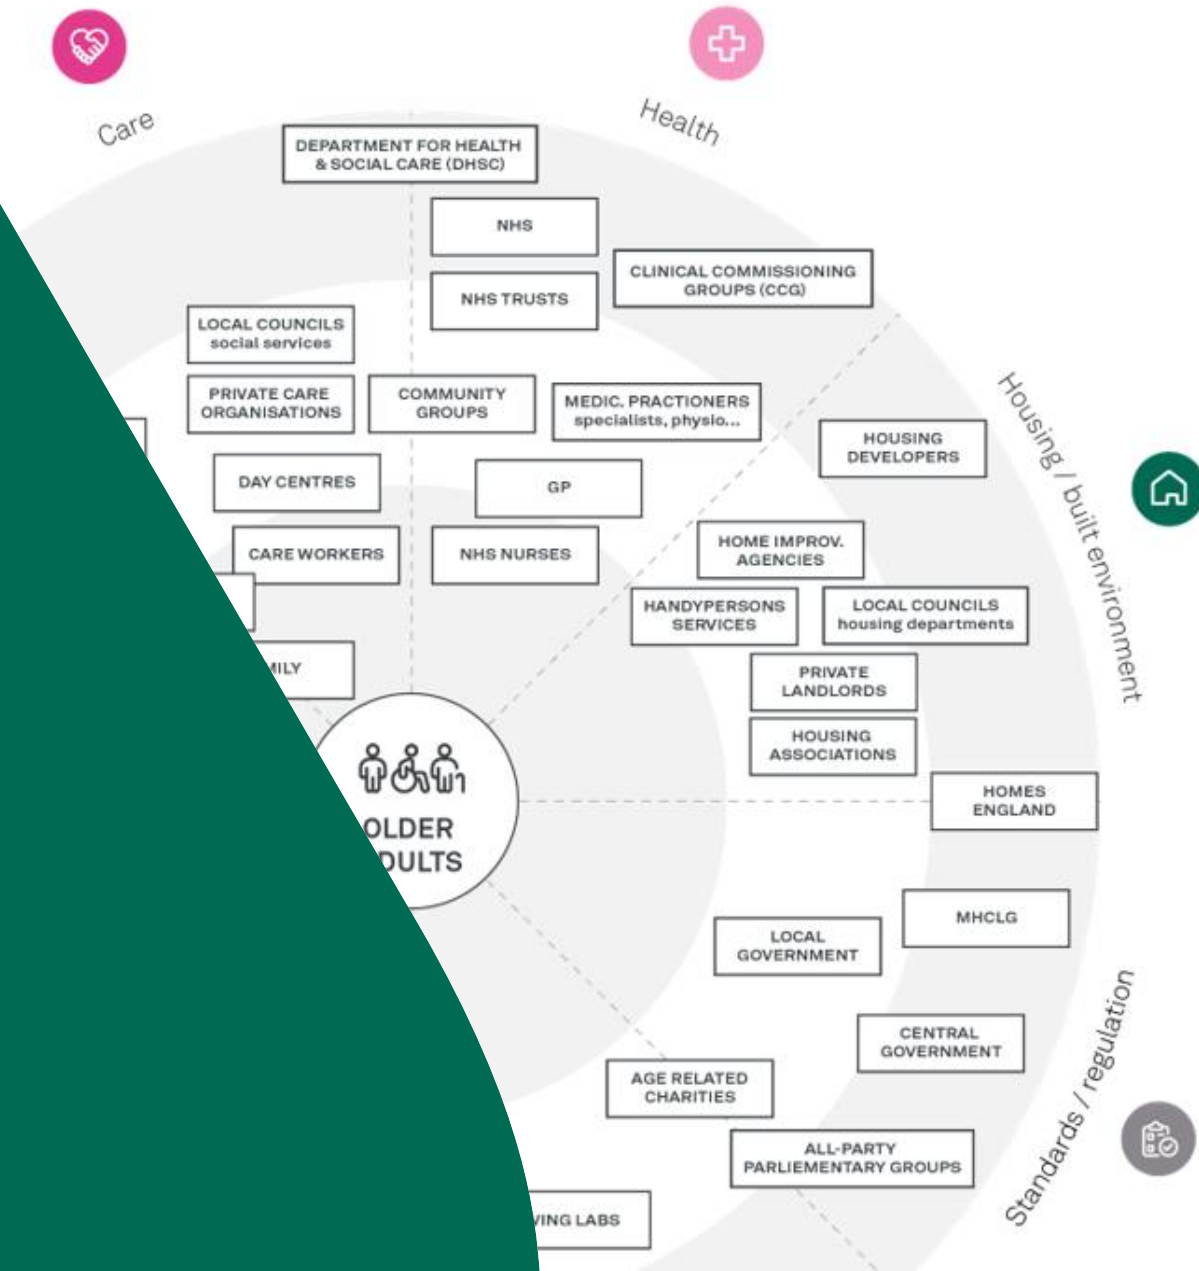 Care
Health
DEPARTMENT FOR HEALTH
& SOCIAL CARE (DHSC)
NHS
CLINICAL COMMISSIONING
GROUPS (CCG)
NHS TRUSTS
LOCAL COUNCILS
social services
PRIVATE CARE
ORGANISATIONS
COMMUNITY
GROUPS
MEDIC. PRACTIONERS
specialists, physio...
Housing / built environment
HOUSING
DEVELOPERS
DAY CENTRES
GP
CARE WORKERS
NHS NURSES
HOME IMPROV.
AGENCIES
HANDYPERSONS
SERVICES
LOCAL COUNCILS
housing departments
MILY
PRIVATE
LANDLORDS
HOUSING
ASSOCIATIONS
HOMES
ENGLAND
OLDER
DULTS
MHCLG
LOCAL
GOVERNMENT
CENTRAL
GOVERNMENT
Standards / regulation
AGE RELATED
CHARITIES
ALL-PARTY
PARLIEMENTARY GROUPS
VING LABS